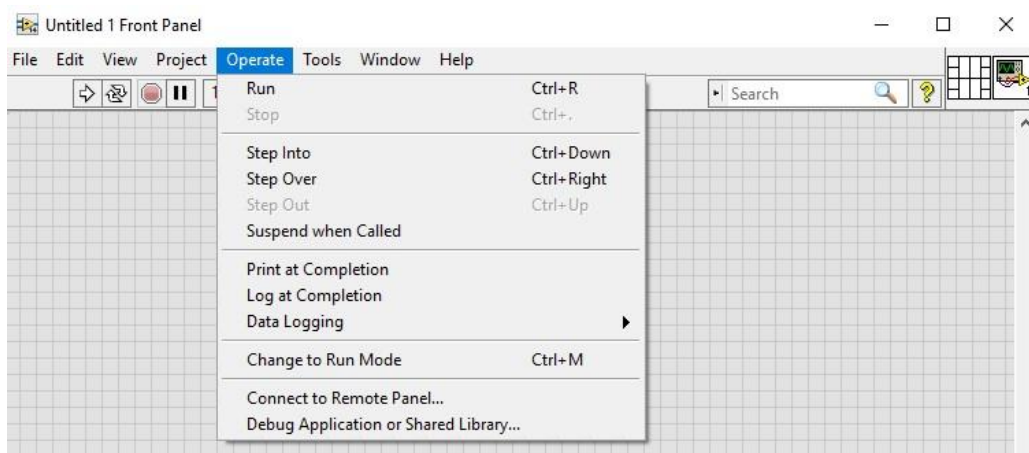 Untitled 1 Front Panel
File Edit View Project Operate Tools Window Help
Search
Run Ctrl+R
Stop Ctrl+.
Step Into Ctrl+Down
Step Over Ctrl+Right
Step Out Ctrl+Up
Suspend when Called
Print at Completion
Log at Completion
Data Logging
Change to Run Mode Ctrl+M
Connect to Remote Panel...
Debug Application or Shared Library...